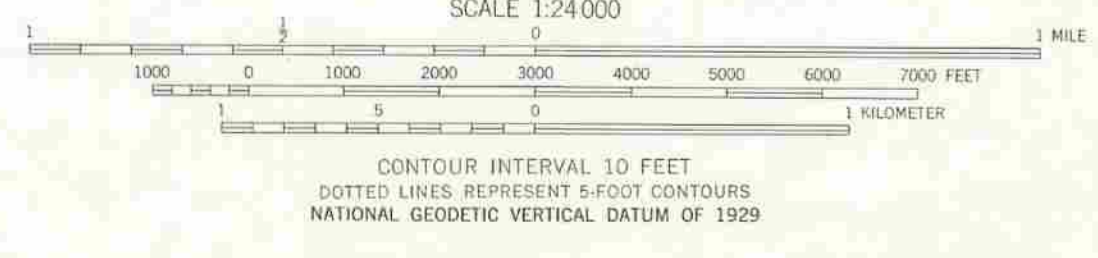 SCALE 1:24 000
1 1/2 0 1 MILE
1000 0 1000 2000 3000 4000 5000 6000 7000 FEET
1 5 0 1 KILOMETER
CONTOUR INTERVAL 10 FEET
DOTTED LINES REPRESENT 5-FOOT CONTOURS
NATIONAL GEODETIC VERTICAL DATUM OF 1929